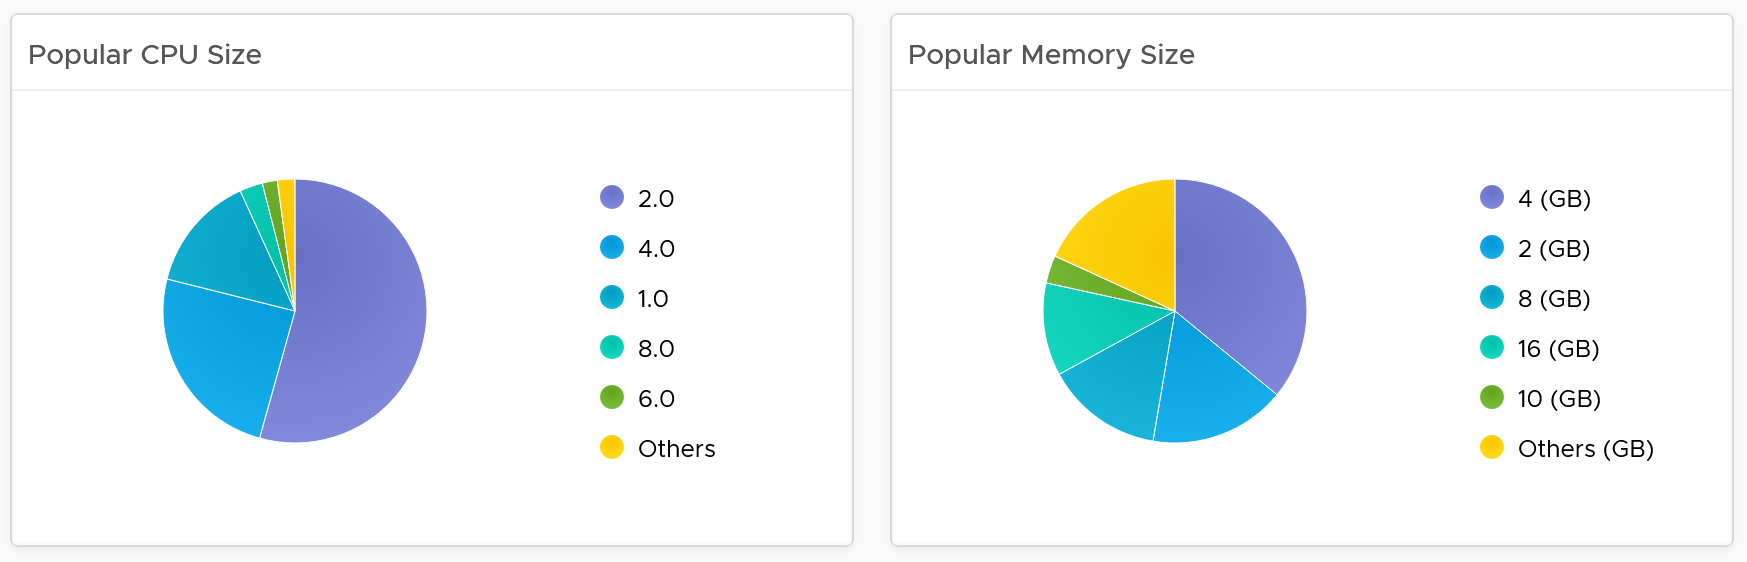 Popular CPU Size
2.0
4.0
1.0
8.0
6.0
Others
Popular Memory Size
4 (GB)
2 (GB)
8 (GB)
16 (GB)
10 (GB)
Others (GB)